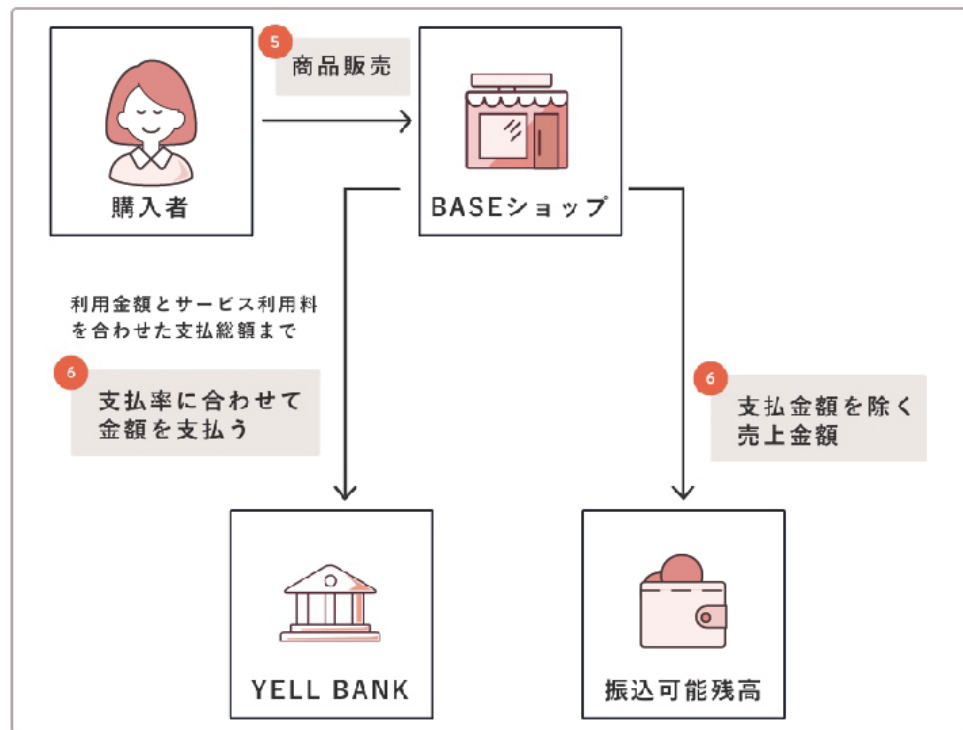 5
商品販売
購入者
BASEショップ
利用金額とサービス利用料
を合わせた支払総額まで
6
支払率に合わせて
金額を支払う
6
支払金額を除く
売上金額
YELL BANK
振込可能残高